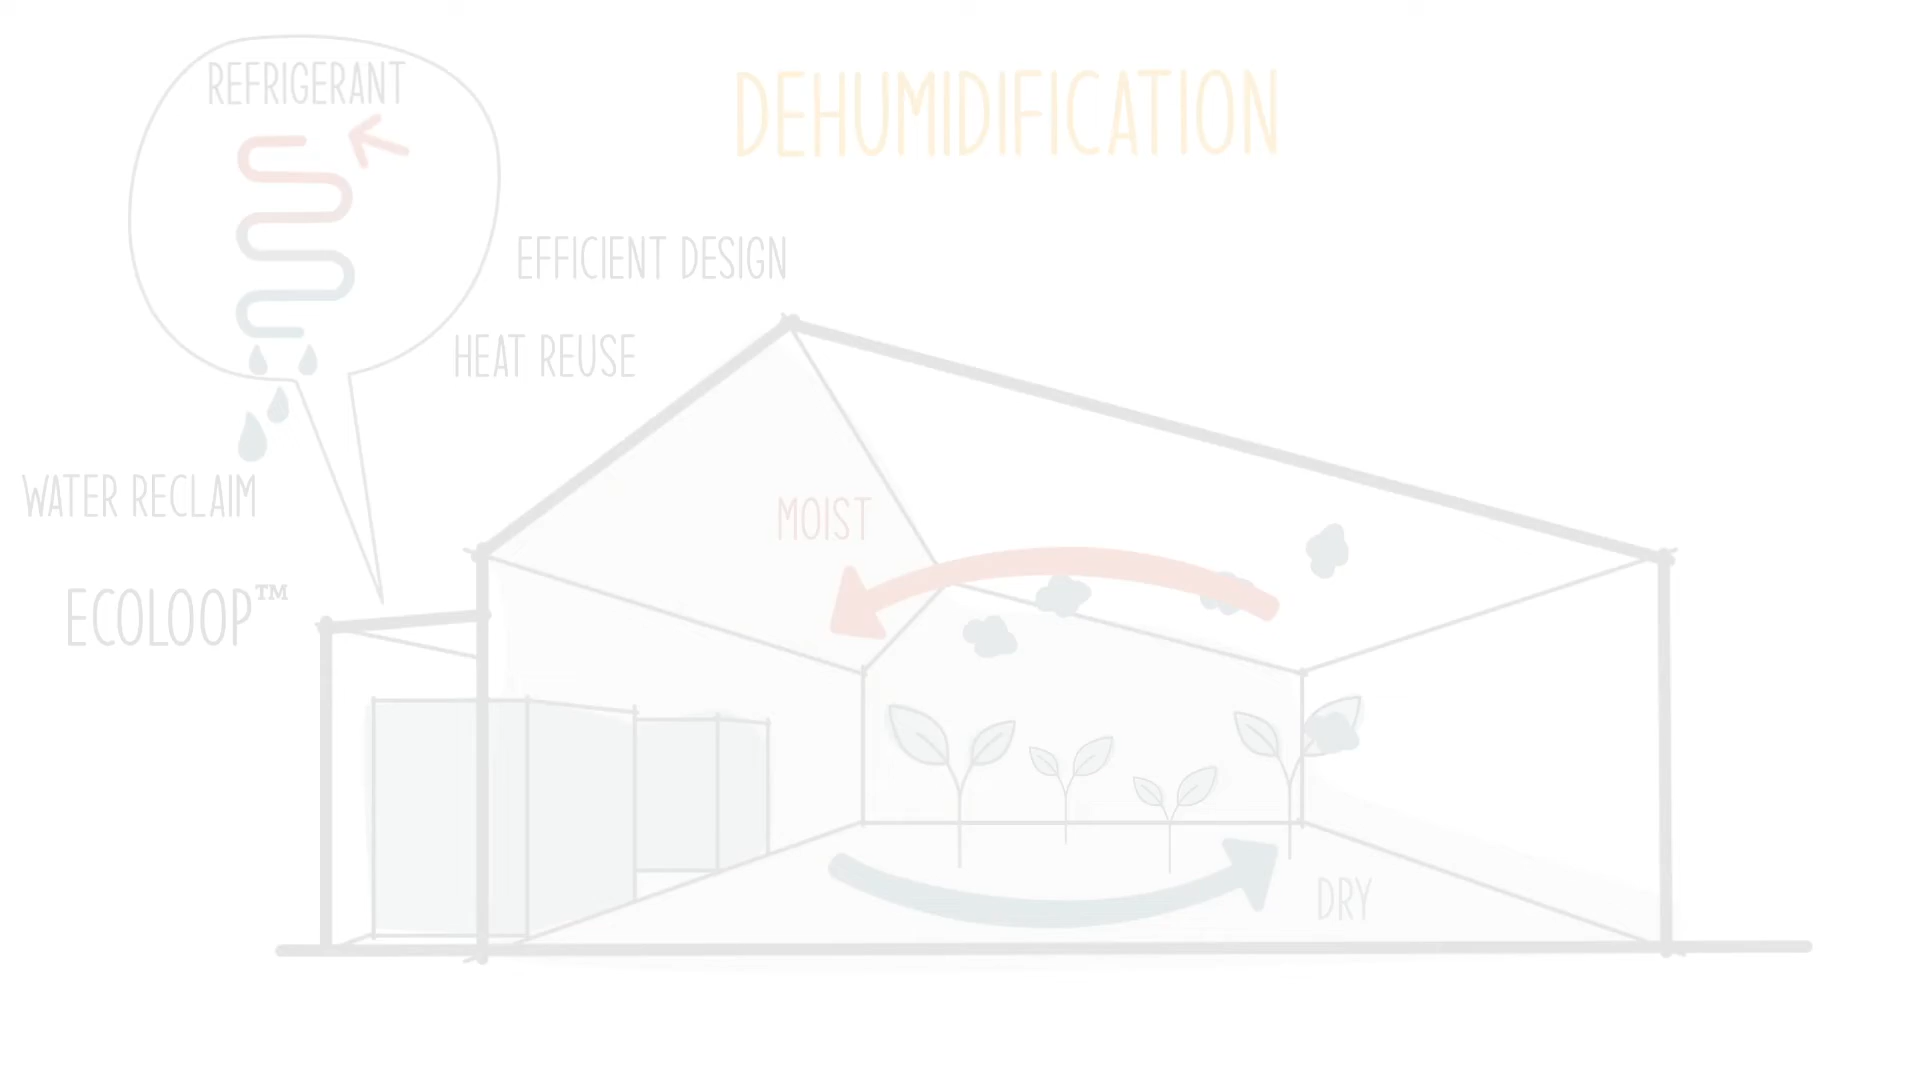 REFRIGERANT
DEHUMIDIFICATION
EFFICIENT DESIGN
HEAT REUSE
WATER RECLAIM
MOIST
ECOLOOP™
DRY